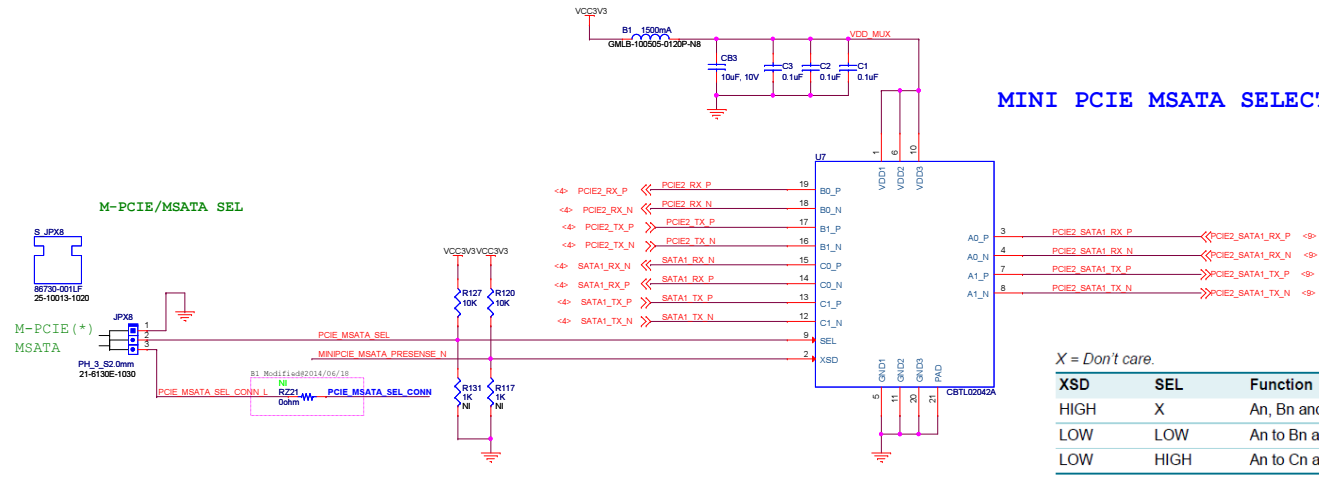 VCC3V3
B1 1500mA
GMLB-100505-0120P-N8
VDD_MUX
CB3
10uF, 10V
C3
0.1uF
C2
0.1uF
C1
0.1uF
MINI PCIE MSATA SELECT
U7
1
6
10
VDD1
VDD2
VDD3
<4> PCIE2_RX_P PCIE2_RX_P 19 B0_P
<4> PCIE2_RX_N PCIE2_RX_N 18 B0_N
<4> PCIE2_TX_P PCIE2_TX_P 17 B1_P
<4> PCIE2_TX_N PCIE2_TX_N 16 B1_N
<4> SATA1_RX_N SATA1_RX_N 15 C0_P
<4> SATA1_RX_P SATA1_RX_P 14 C0_N
<4> SATA1_TX_P SATA1_TX_P 13 C1_P
<4> SATA1_TX_N SATA1_TX_N 12 C1_N
9 SEL
2 XSD
A0_P 3 PCIE2_SATA1_RX_P PCIE2_SATA1_RX_P <9>
A0_N 4 PCIE2_SATA1_RX_N PCIE2_SATA1_RX_N <9>
A1_P 7 PCIE2_SATA1_TX_P PCIE2_SATA1_TX_P <9>
A1_N 8 PCIE2_SATA1_TX_N PCIE2_SATA1_TX_N <9>
GND1
GND2
GND3
PAD
5
11
20
21
CBTL02042A
M-PCIE/MSATA SEL
S_JPX8
86730-001LF
25-10013-1020
VCC3V3 VCC3V3
R127
10K
R120
10K
JPX8
M-PCIE(*)
MSATA
1
2
3
PH_3_S2.0mm
21-6130E-1030
PCIE_MSATA_SEL
MINIPCIE_MSATA_PRESENSE_N
B1 Modified@2014/06/18
NI
PCIE_MSATA_SEL_CONN_L RZ21 PCIE_MSATA_SEL_CONN
0ohm
R131
1K
NI
R117
1K
NI
X = Don't care.
XSD SEL Function
HIGH X An, Bn and
LOW LOW An to Bn a
LOW HIGH An to Cn a